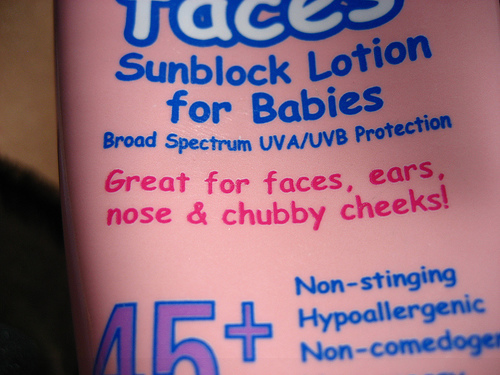 faces
Sunblock Lotion
for Babies
Broad Spectrum UVA/UVB Protection
Great for faces, ears,
nose & chubby cheeks!
45+
Non-stinging
Hypoallergenic